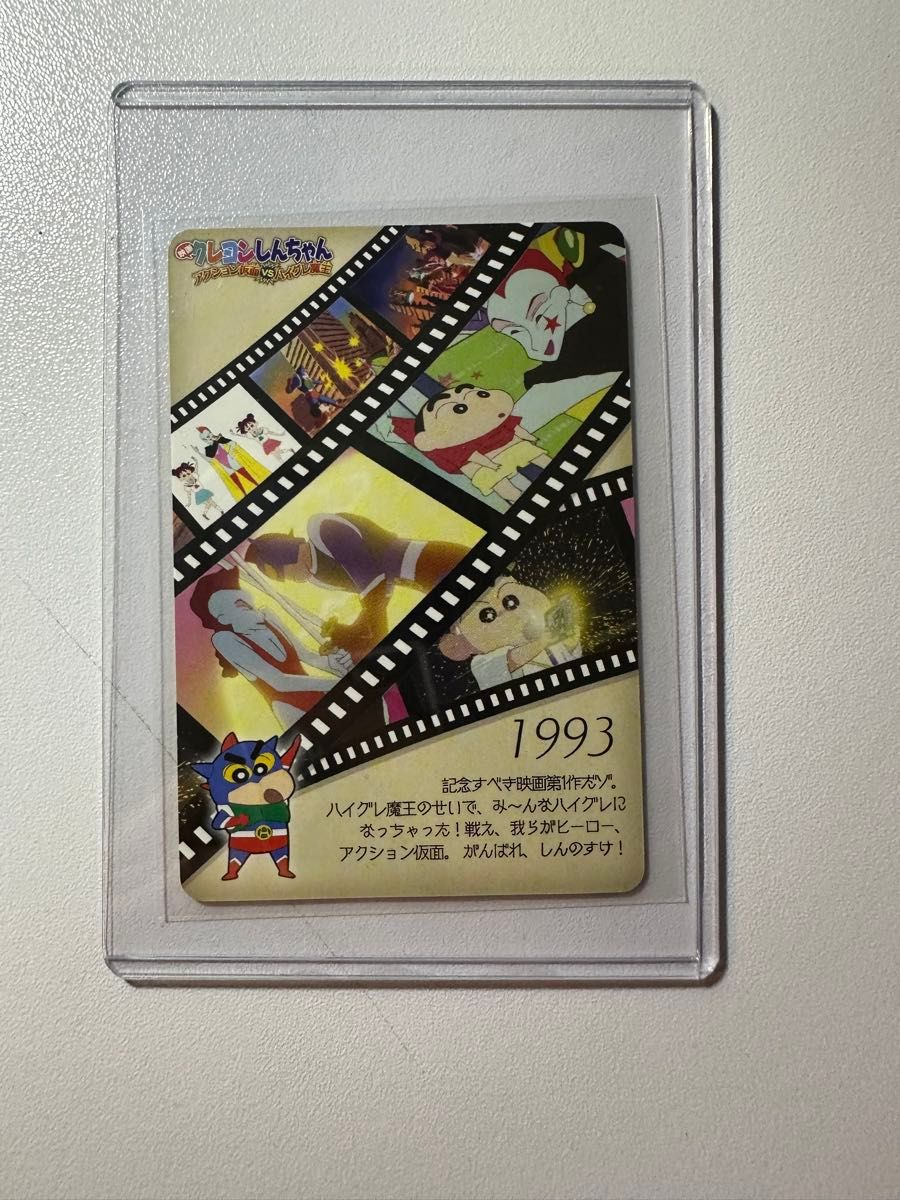 映画
クレヨンしんちゃん
アクション仮面VSハイグレ魔王
1993
記念すべき映画第1作だゾ。
ハイグレ魔王のせいで、み〜んなハイグレに
なっちゃった！戦え、我らがヒーロー、
アクション仮面。がんばれ、しんのすけ！